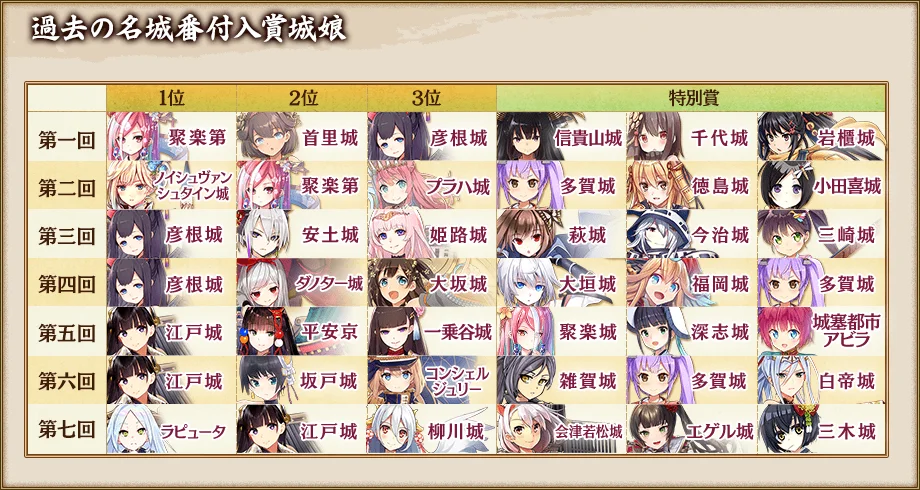 過去の名城番付入賞城娘
1位 2位 3位 特別賞
第一回 聚楽第 首里城 彦根城 信貴山城 千代城 岩櫃城
第二回 ノイシュヴァンシュタイン城 聚楽第 プラハ城 多賀城 徳島城 小田喜城
第三回 彦根城 安土城 姫路城 萩城 今治城 三崎城
第四回 彦根城 ダノター城 大坂城 大垣城 福岡城 多賀城
第五回 江戸城 平安京 一乗谷城 聚楽城 深志城 城塞都市アビラ
第六回 江戸城 坂戸城 コンシェルジュリー 雑賀城 多賀城 白帝城
第七回 ラピュータ 江戸城 柳川城 会津若松城 エゲル城 三木城